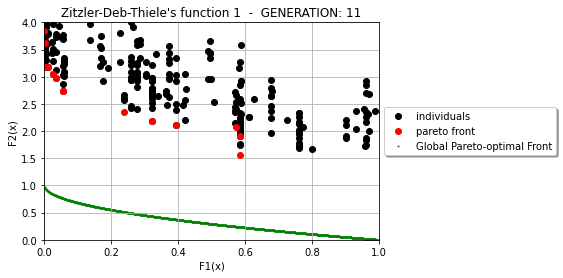 Zitzler-Deb-Thiele's function 1  -  GENERATION: 11
4.0
3.5
3.0
2.5
2.0
1.5
1.0
0.5
0.0
F2(x)
0.0 0.2 0.4 0.6 0.8 1.0
F1(x)
individuals
pareto front
Global Pareto-optimal Front